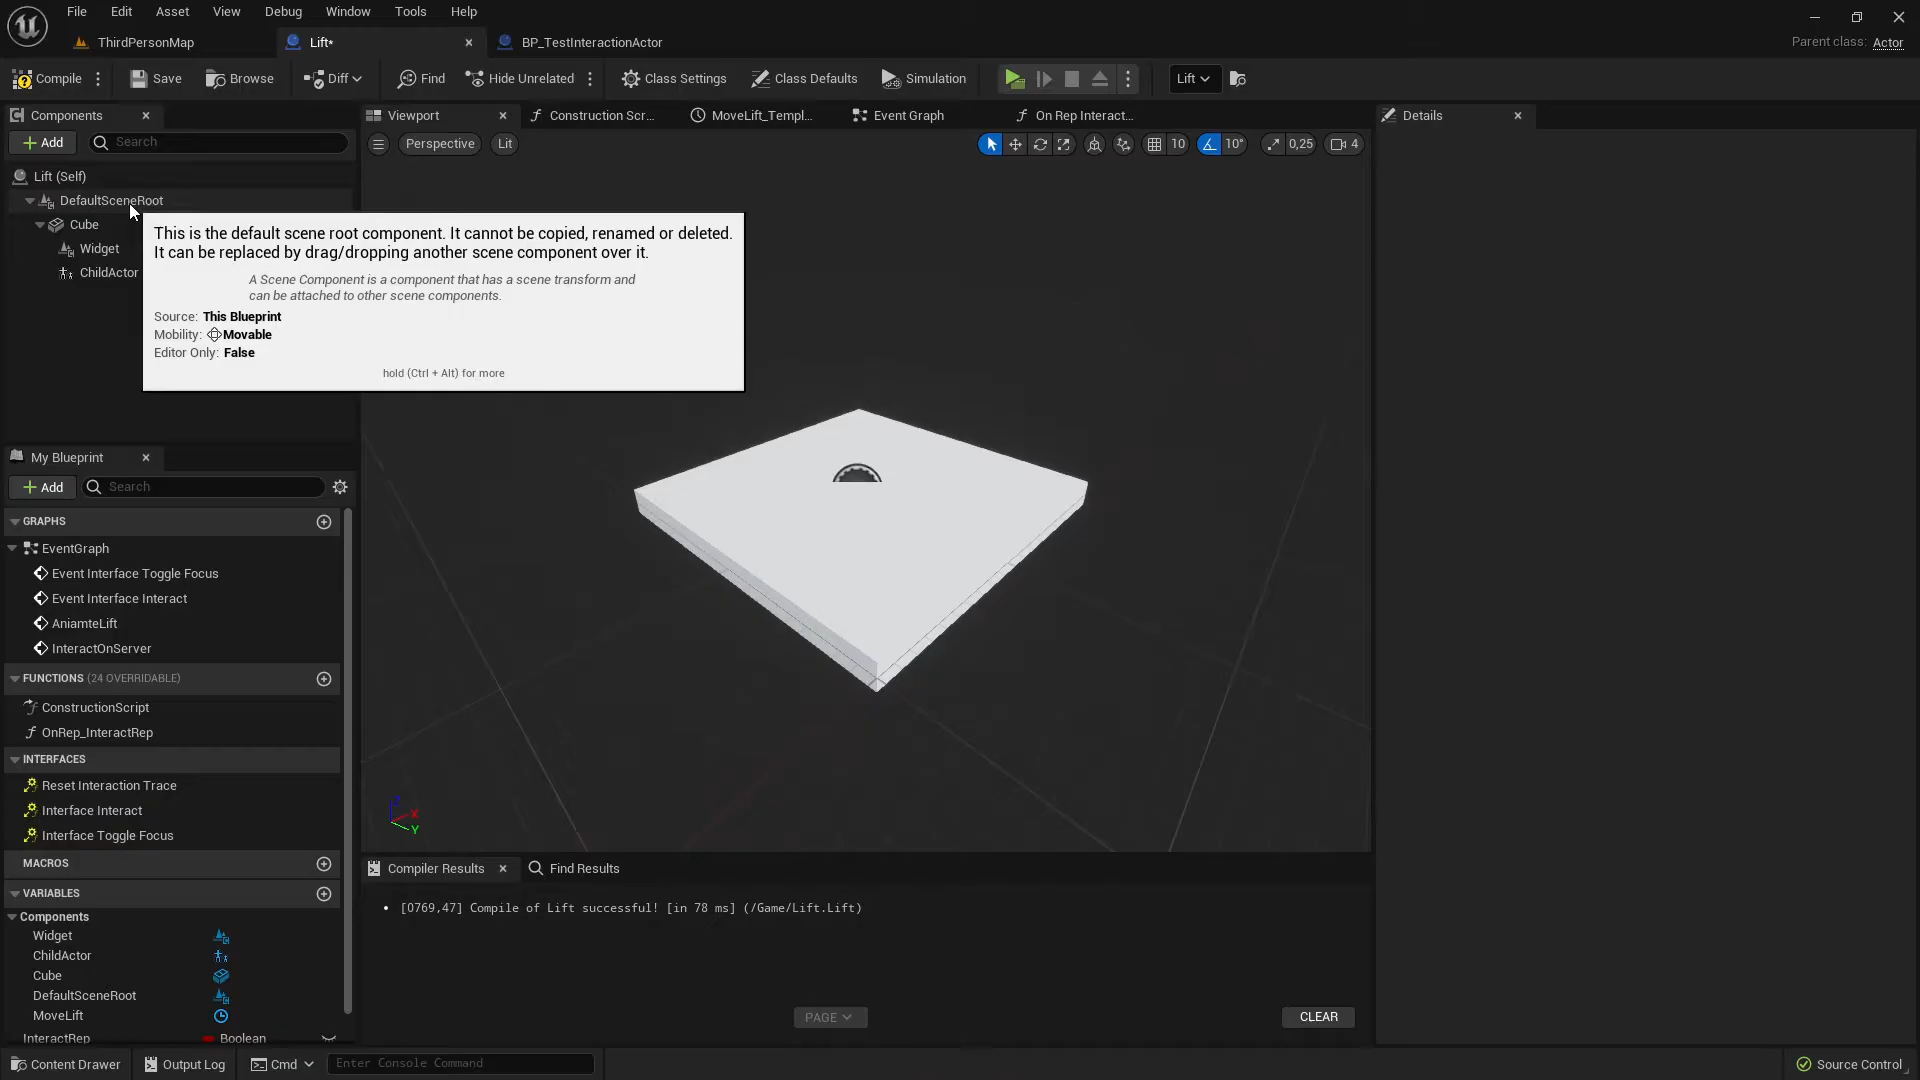 File Edit Asset View Debug Window Tools Help
ThirdPersonMap
Lift*
BP_TestInteractionActor
Parent class: Actor
Compile
Save
Browse
Diff
Find
Hide Unrelated
Class Settings
Class Defaults
Simulation
Lift
Components
Add
Search
Lift (Self)
DefaultSceneRoot
Cube
Widget
ChildActor
Viewport
Construction Scr...
MoveLift_Templ...
Event Graph
On Rep Interact...
Perspective
Lit
10
10°
0,25
4
Details
This is the default scene root component. It cannot be copied, renamed or deleted.
It can be replaced by drag/dropping another scene component over it.
A Scene Component is a component that has a scene transform and
can be attached to other scene components.
Source: This Blueprint
Mobility: Movable
Editor Only: False
hold (Ctrl + Alt) for more
X
Y
My Blueprint
Add
Search
GRAPHS
EventGraph
Event Interface Toggle Focus
Event Interface Interact
AniamteLift
InteractOnServer
FUNCTIONS (24 OVERRIDABLE)
ConstructionScript
OnRep_InteractRep
INTERFACES
Reset Interaction Trace
Interface Interact
Interface Toggle Focus
MACROS
VARIABLES
Components
Widget
ChildActor
Cube
DefaultSceneRoot
MoveLift
InteractRep
Boolean
Compiler Results
Find Results
[0769,47] Compile of Lift successful! [in 78 ms] (/Game/Lift.Lift)
PAGE
CLEAR
Content Drawer
Output Log
Cmd
Enter Console Command
Source Control